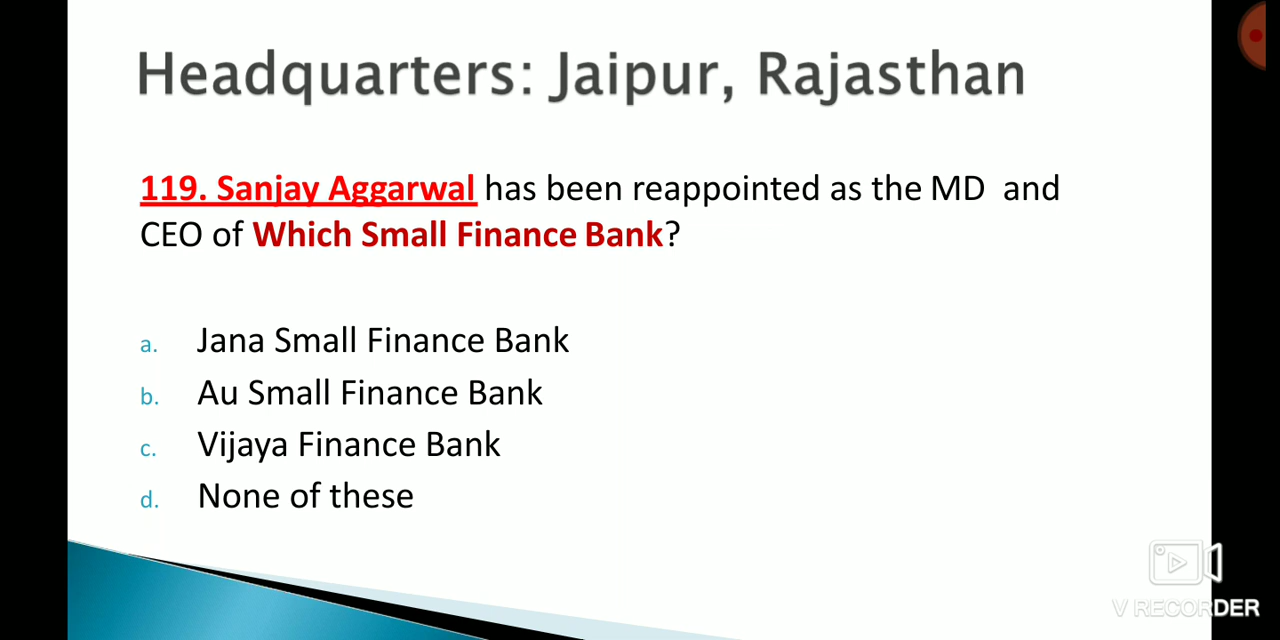 Headquarters: Jaipur, Rajasthan
119. Sanjay Aggarwal has been reappointed as the MD and
CEO of Which Small Finance Bank?
a. Jana Small Finance Bank
b. Au Small Finance Bank
c. Vijaya Finance Bank
d. None of these
V RECORDER